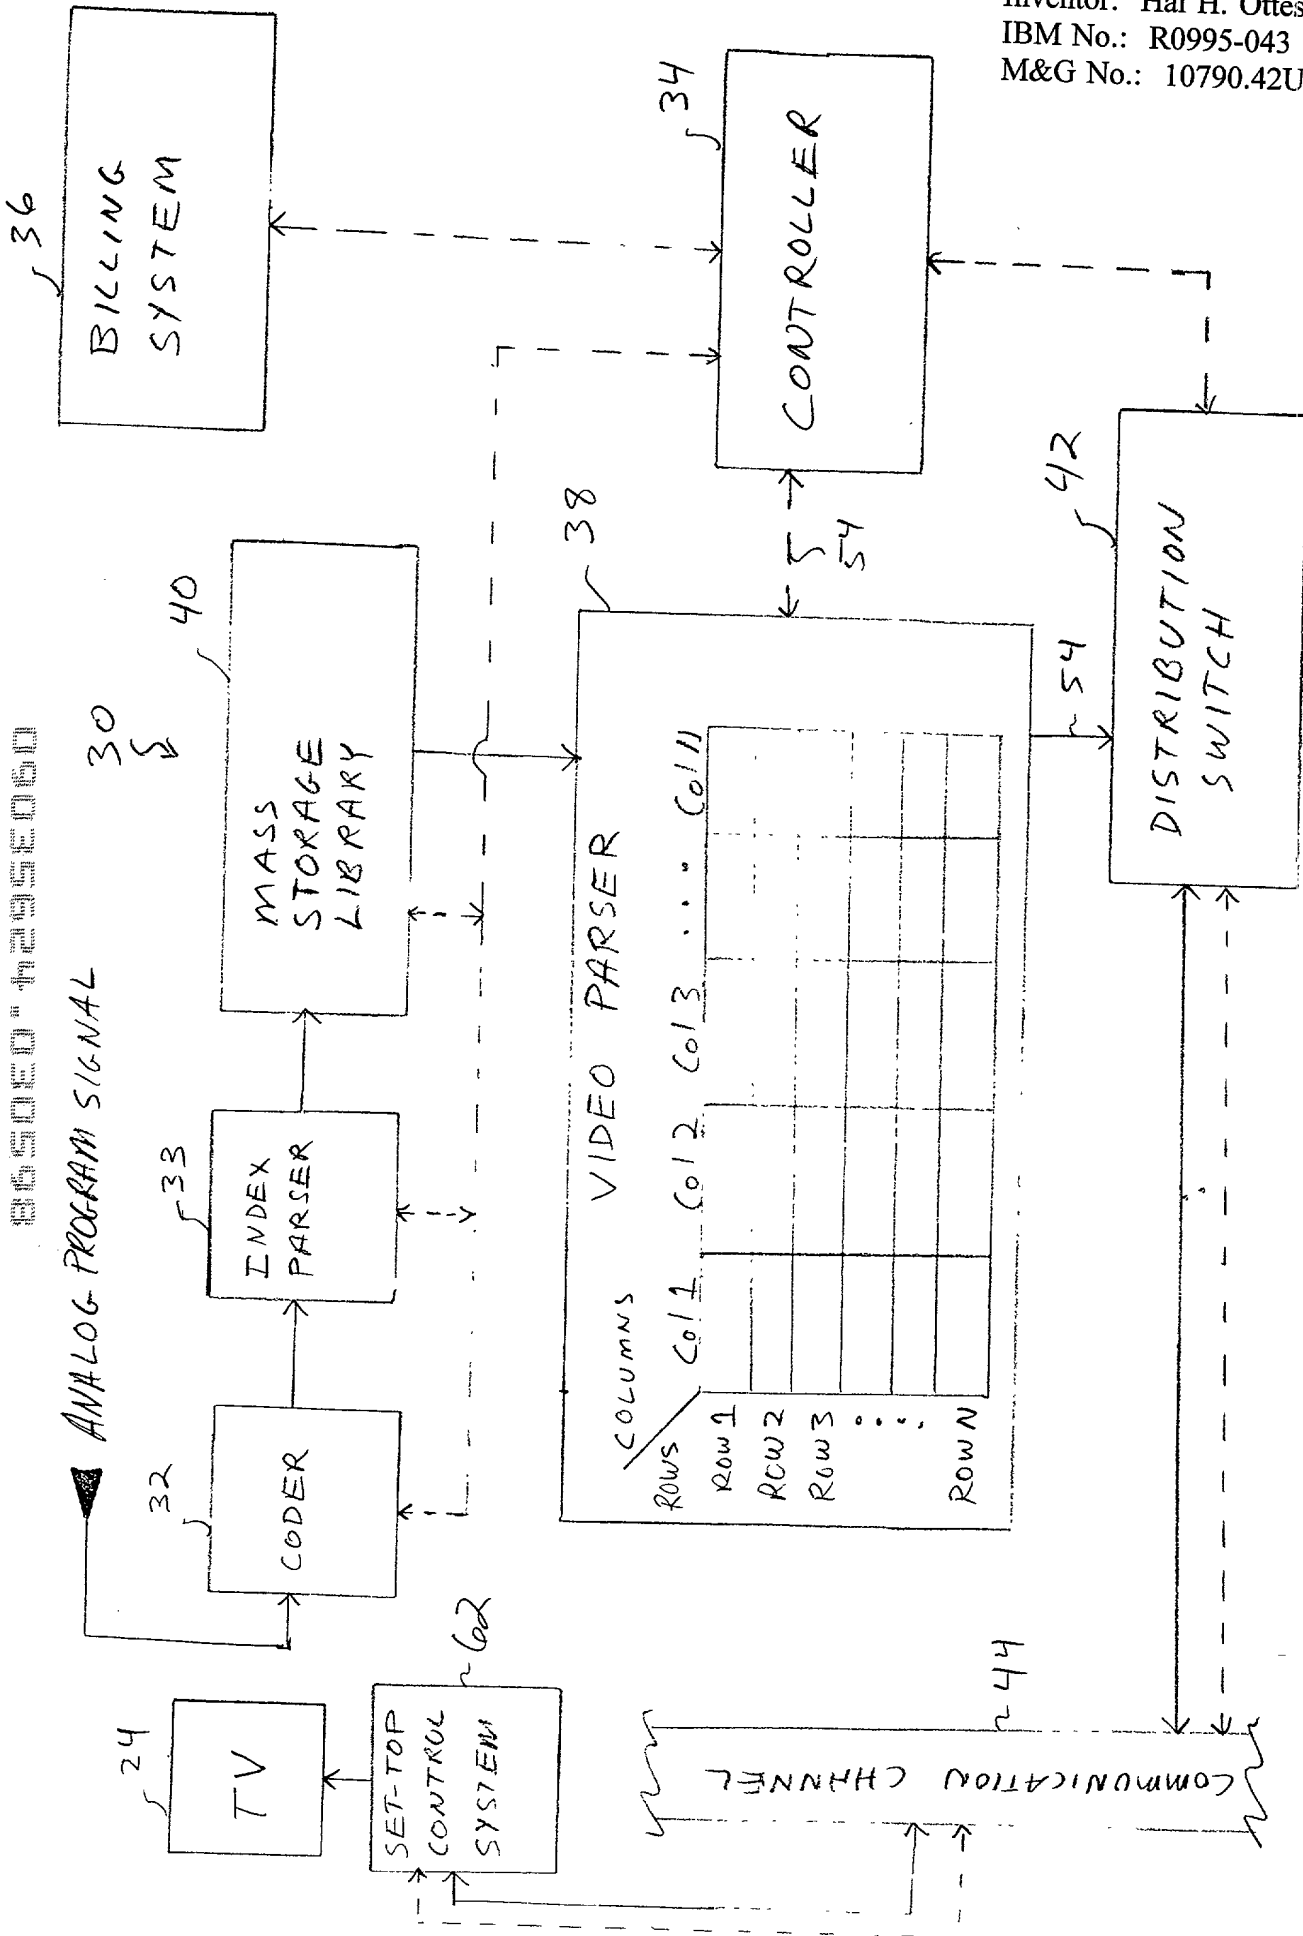 Inventor: Hal H. Ottes
IBM No.: R0995-043
M&G No.: 10790.42U
36
BILLING
SYSTEM
34
CONTROLLER
30
40
MASS
STORAGE
LIBRARY
ANALOG PROGRAM SIGNAL
33
INDEX
PARSER
32
CODER
38
VIDEO PARSER
COLUMNS
ROWS
Col 1 Col 2 Col 3 .... Col N
ROW 1
ROW 2
ROW 3
ROW N
54
54
42
DISTRIBUTION
SWITCH
24
TV
62
SET-TOP
CONTROL
SYSTEM
44
COMMUNICATION CHANNEL